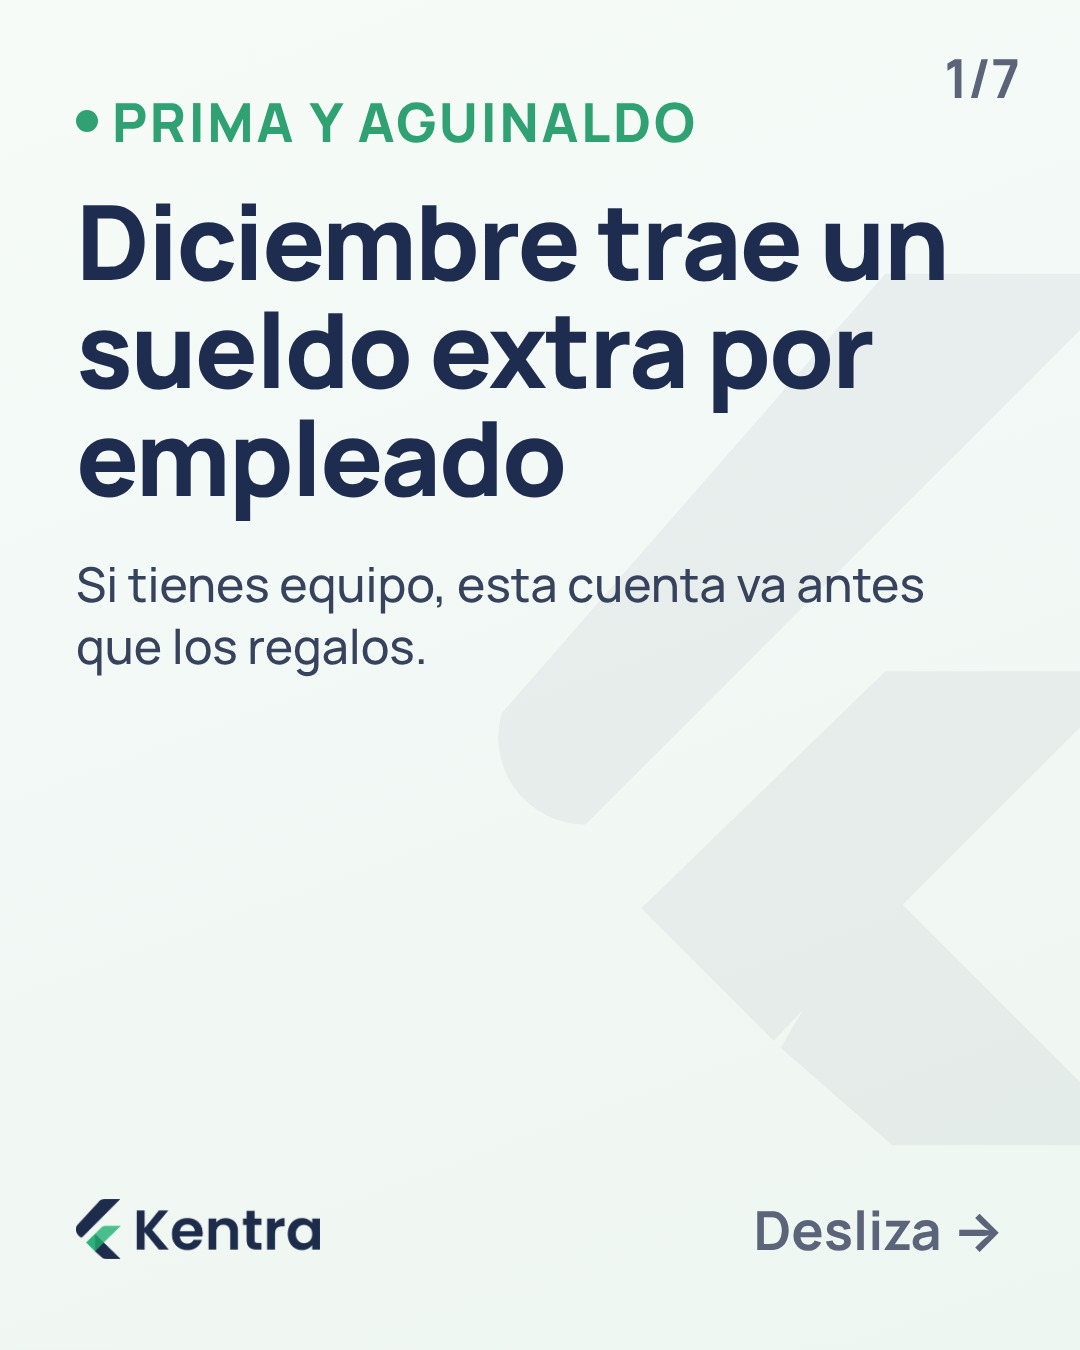 1/7
PRIMA Y AGUINALDO
Diciembre trae un
sueldo extra por
empleado
Si tienes equipo, esta cuenta va antes
que los regalos.
Kentra
Desliza →